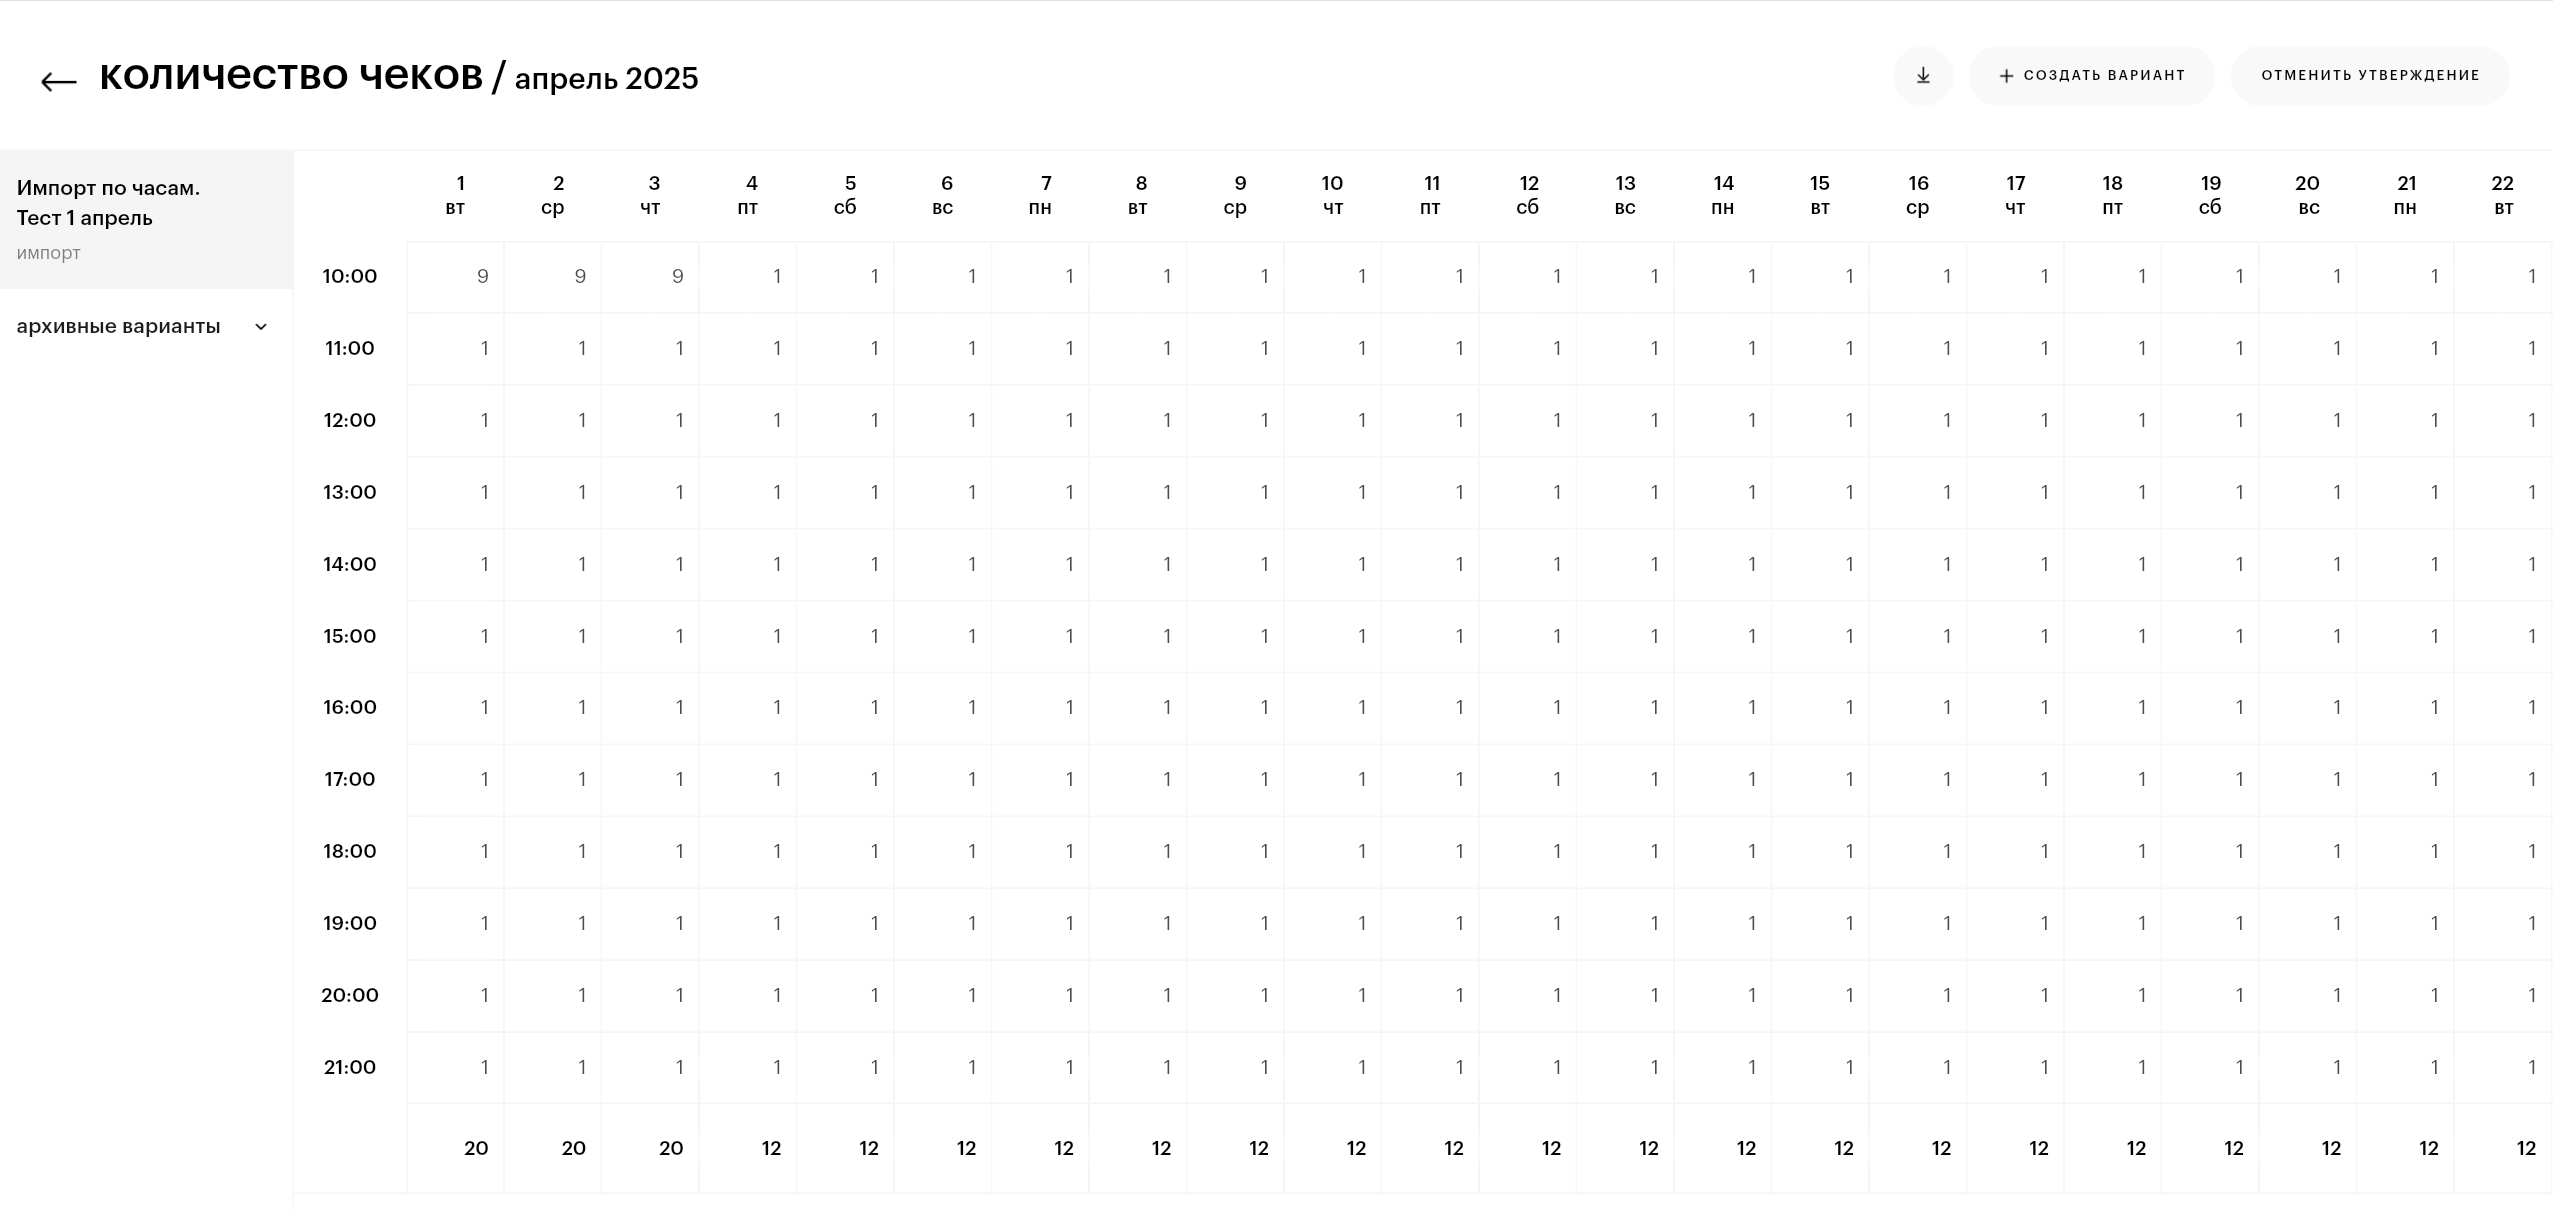 количество чеков / апрель 2025
СОЗДАТЬ ВАРИАНТ
ОТМЕНИТЬ УТВЕРЖДЕНИЕ
Импорт по часам.
Тест 1 апрель
импорт
архивные варианты
1 2 3 4 5 6 7 8 9 10 11 12 13 14 15 16 17 18 19 20 21 22
вт ср чт пт сб вс пн вт ср чт пт сб вс пн вт ср чт пт сб вс пн вт
10:00 9 9 9 1 1 1 1 1 1 1 1 1 1 1 1 1 1 1 1 1 1 1
11:00 1 1 1 1 1 1 1 1 1 1 1 1 1 1 1 1 1 1 1 1 1 1
12:00 1 1 1 1 1 1 1 1 1 1 1 1 1 1 1 1 1 1 1 1 1 1
13:00 1 1 1 1 1 1 1 1 1 1 1 1 1 1 1 1 1 1 1 1 1 1
14:00 1 1 1 1 1 1 1 1 1 1 1 1 1 1 1 1 1 1 1 1 1 1
15:00 1 1 1 1 1 1 1 1 1 1 1 1 1 1 1 1 1 1 1 1 1 1
16:00 1 1 1 1 1 1 1 1 1 1 1 1 1 1 1 1 1 1 1 1 1 1
17:00 1 1 1 1 1 1 1 1 1 1 1 1 1 1 1 1 1 1 1 1 1 1
18:00 1 1 1 1 1 1 1 1 1 1 1 1 1 1 1 1 1 1 1 1 1 1
19:00 1 1 1 1 1 1 1 1 1 1 1 1 1 1 1 1 1 1 1 1 1 1
20:00 1 1 1 1 1 1 1 1 1 1 1 1 1 1 1 1 1 1 1 1 1 1
21:00 1 1 1 1 1 1 1 1 1 1 1 1 1 1 1 1 1 1 1 1 1 1
20 20 20 12 12 12 12 12 12 12 12 12 12 12 12 12 12 12 12 12 12 12